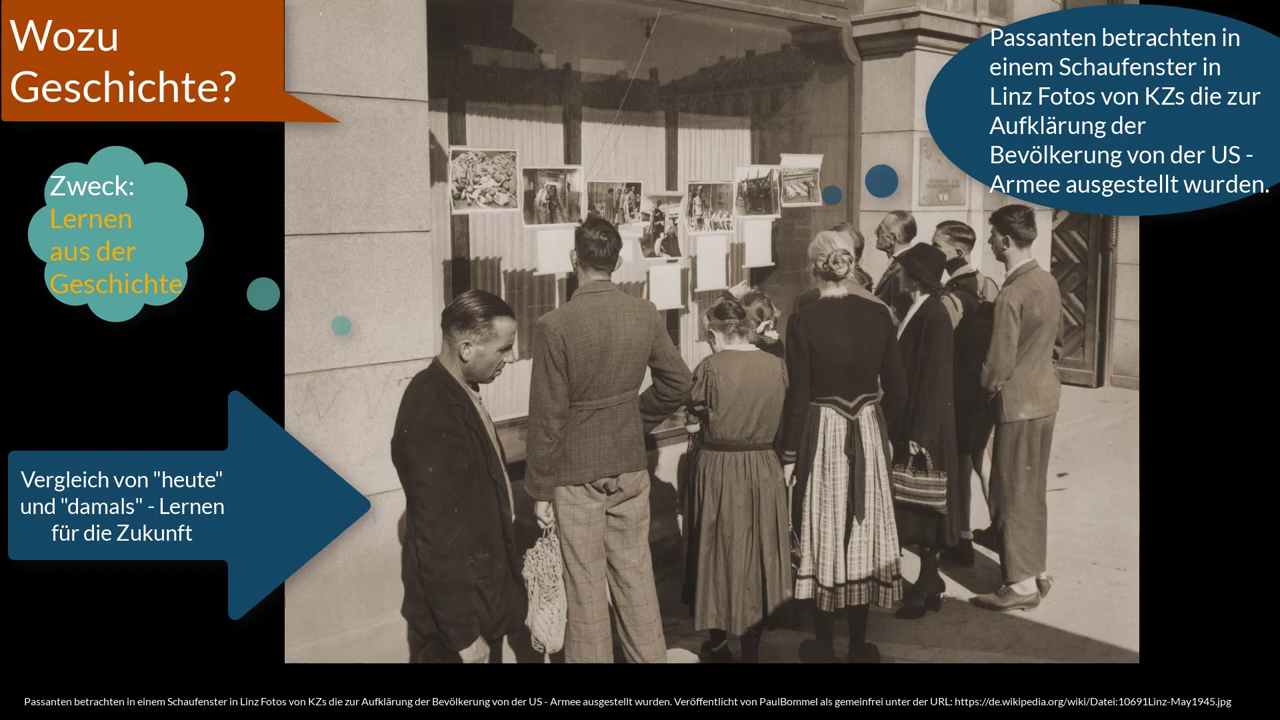 Wozu
Geschichte?
Passanten betrachten in
einem Schaufenster in
Linz Fotos von KZs die zur
Aufklärung der
Bevölkerung von der US -
Armee ausgestellt wurden.
Zweck:
Lernen
aus der
Geschichte
Vergleich von "heute"
und "damals" - Lernen
für die Zukunft
Passanten betrachten in einem Schaufenster in Linz Fotos von KZs die zur Aufklärung der Bevölkerung von der US - Armee ausgestellt wurden. Veröffentlicht von PaulBommel als gemeinfrei unter der URL: https://de.wikipedia.org/wiki/Datei:10691Linz-May1945.jpg